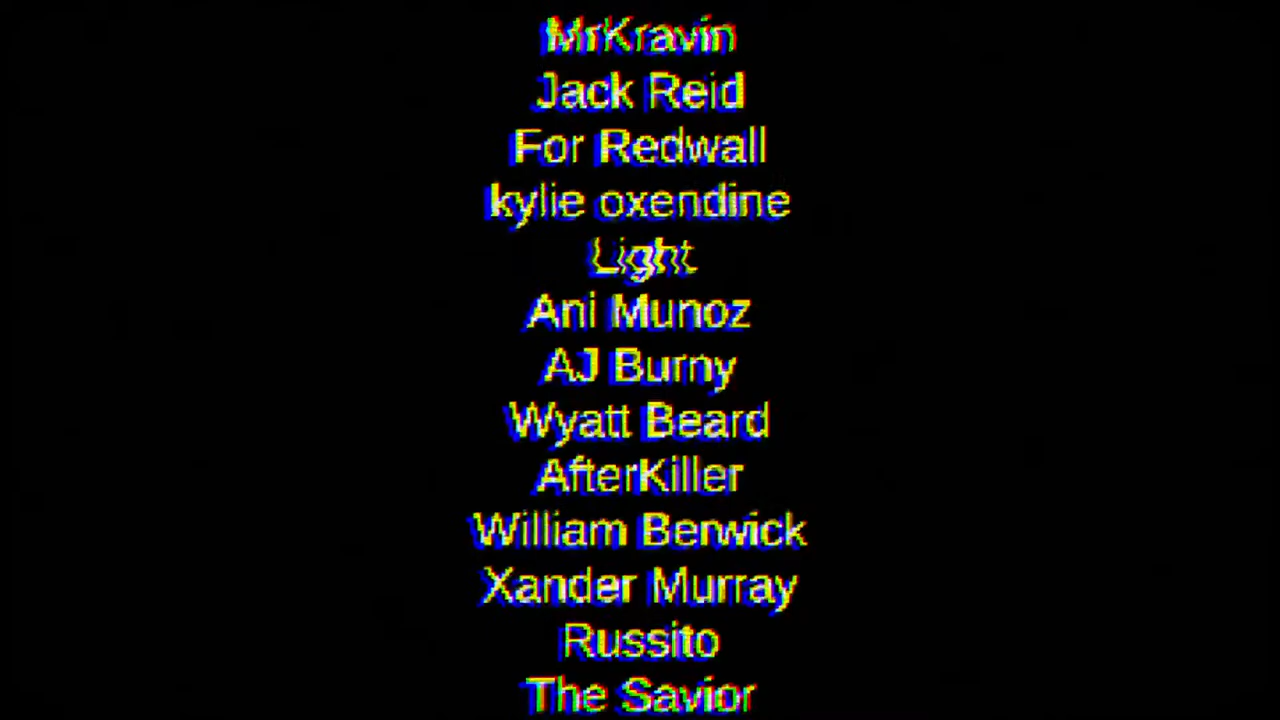 MrKravin
Jack Reid
For Redwall
kylie oxendine
Light
Ani Munoz
AJ Burny
Wyatt Beard
AfterKiller
William Berwick
Xander Murray
Russito
The Savior